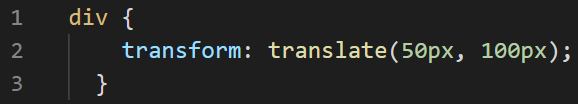 1 div {
2 transform: translate(50px, 100px);
3 }